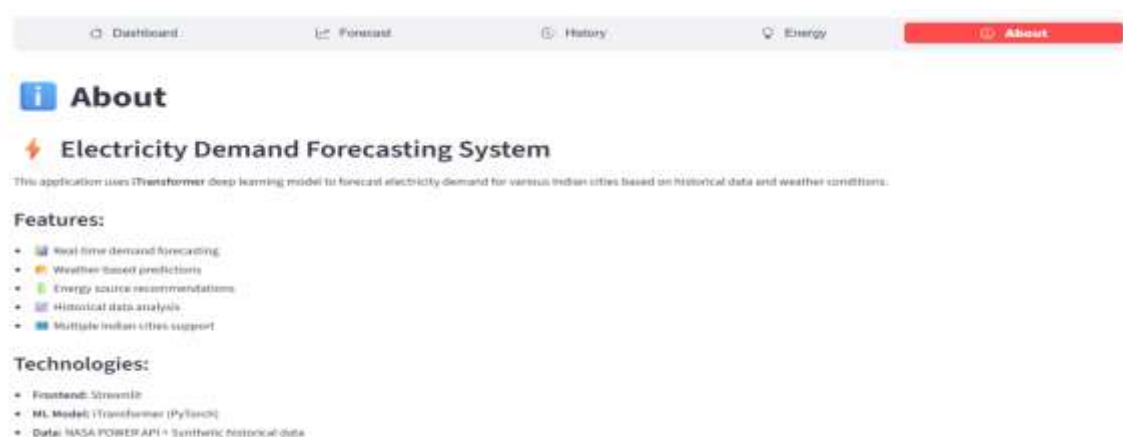 Dashboard Forecast History Energy About
About
Electricity Demand Forecasting System
This application uses iTransformer deep learning model to forecast electricity demand for various Indian cities based on historical data and weather conditions.
Features:
Real-time demand forecasting
Weather-based predictions
Energy source recommendations
Historical data analysis
Multiple Indian cities support
Technologies:
Frontend: Streamlit
ML Model: iTransformer (PyTorch)
Data: NASA POWER API + Synthetic historical data